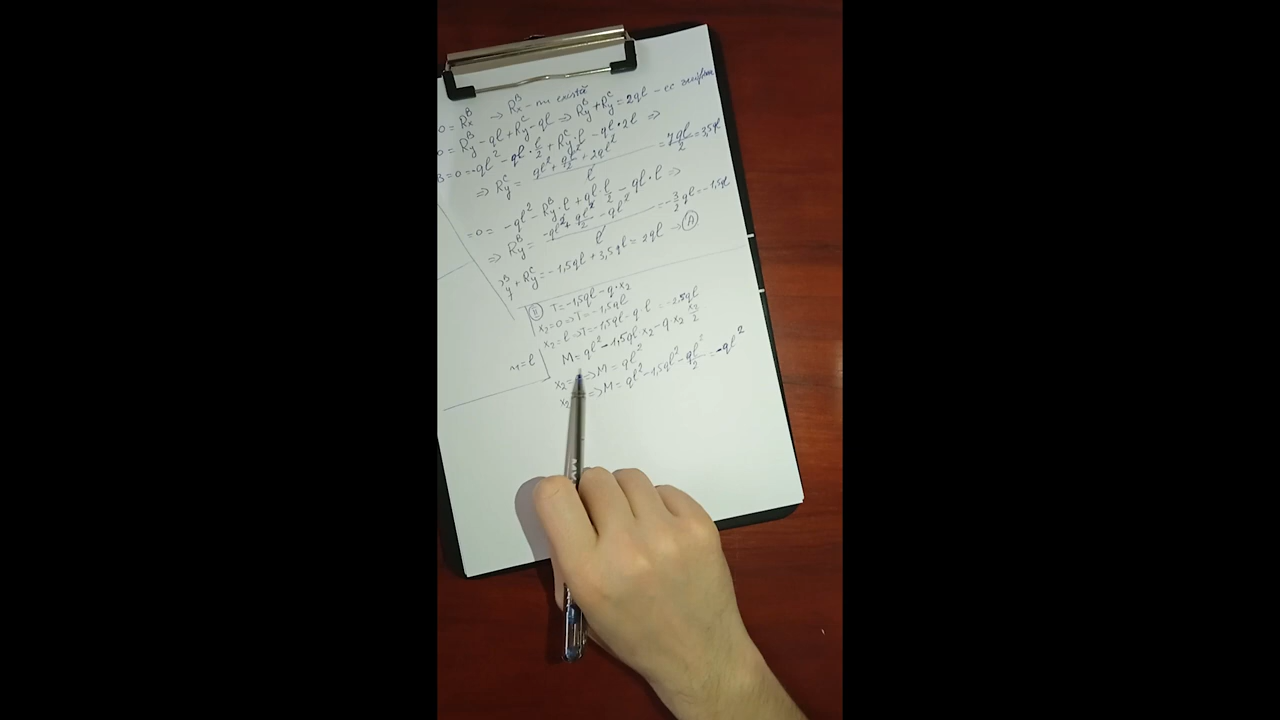 0 = R_x^B → R_x^B - nu există
0 = R_y^B - ql + R_y^C - ql ⇒ R_y^B + R_y^C = 2ql - ec
B = 0 = -ql² - ql · l/2 + R_y^C · l - ql · 2l ⇒
⇒ R_y^C = (ql² + ql²/2 + 2ql²)/l = 7ql/2 = 3,5ql
= 0 = -ql² - R_y^B · l + ql · l/2 - ql · l ⇒
⇒ R_y^B = (-ql² + ql²/2 - ql²)/l = -3/2 ql = -1,5ql
R_y^B + R_y^C = -1,5ql + 3,5ql = 2ql → (A)
(II) T = -1,5ql - q · x₂
x₂ = 0 ⇒ T = -1,5ql
x₂ = l ⇒ T = -1,5ql - q · l = -2,5ql
M = ql² - 1,5ql · x₂ - q · x₂ · x₂/2
x₂ = ⇒ M = ql²
x₂ ⇒ M = ql² - 1,5ql² - ql²/2 = -ql²
= l